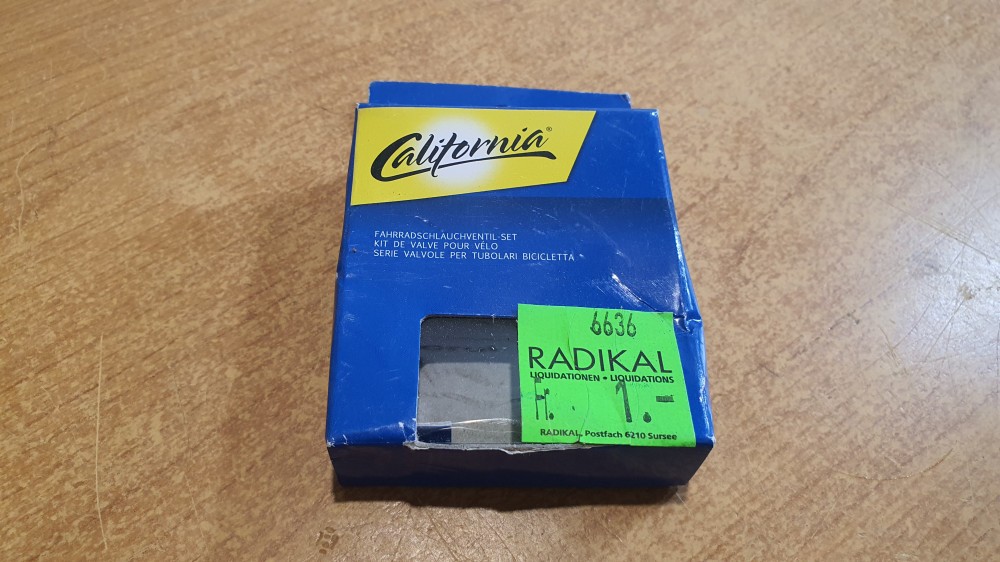 California®
FAHRRADSCHLAUCHVENTIL-SET
KIT DE VALVE POUR VÉLO
SERIE VALVOLE PER TUBOLARI BICICLETTA
6636
RADIKAL
LIQUIDATIONEN • LIQUIDATIONS
Fr. 1.-
RADIKAL, Postfach 6210 Sursee